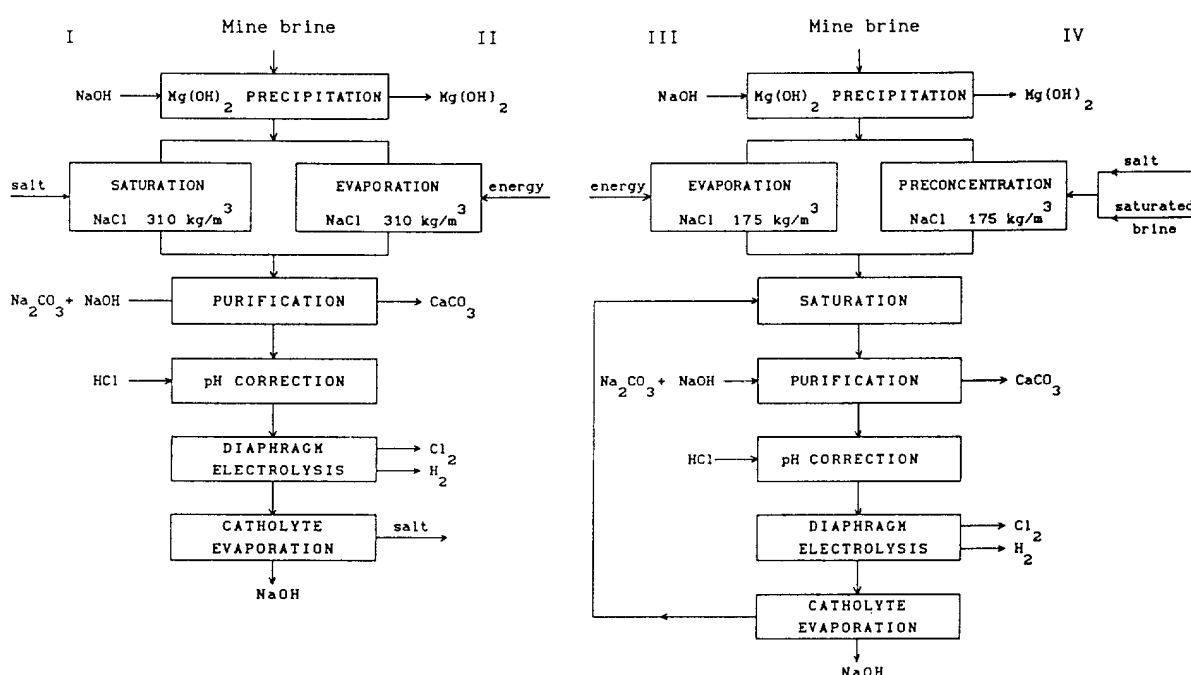 I
Mine brine
II
NaOH
Mg(OH)2 PRECIPITATION
Mg(OH)2
salt
SATURATION
NaCl 310 kg/m3
EVAPORATION
NaCl 310 kg/m3
energy
Na2CO3+ NaOH
PURIFICATION
CaCO3
HCl
pH CORRECTION
DIAPHRAGM
ELECTROLYSIS
Cl2
H2
CATHOLYTE
EVAPORATION
salt
NaOH
III
Mine brine
IV
NaOH
Mg(OH)2 PRECIPITATION
Mg(OH)2
energy
EVAPORATION
NaCl 175 kg/m3
PRECONCENTRATION
NaCl 175 kg/m3
salt
saturated
brine
SATURATION
Na2CO3+ NaOH
PURIFICATION
CaCO3
HCl
pH CORRECTION
DIAPHRAGM
ELECTROLYSIS
Cl2
H2
CATHOLYTE
EVAPORATION
NaOH